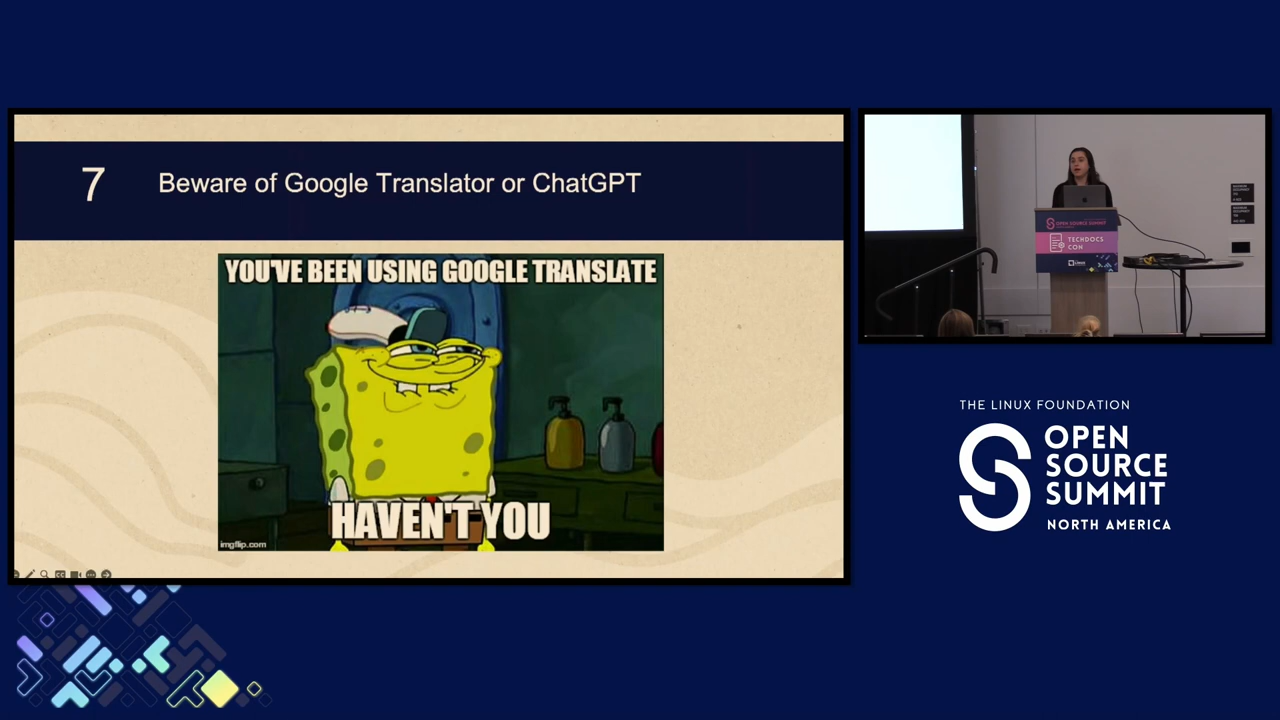 7
Beware of Google Translator or ChatGPT
YOU'VE BEEN USING GOOGLE TRANSLATE
HAVEN'T YOU
imgflip.com
OPEN SOURCE SUMMIT
TECHDOCS
CON
THE LINUX FOUNDATION
OPEN
SOURCE
SUMMIT
NORTH AMERICA